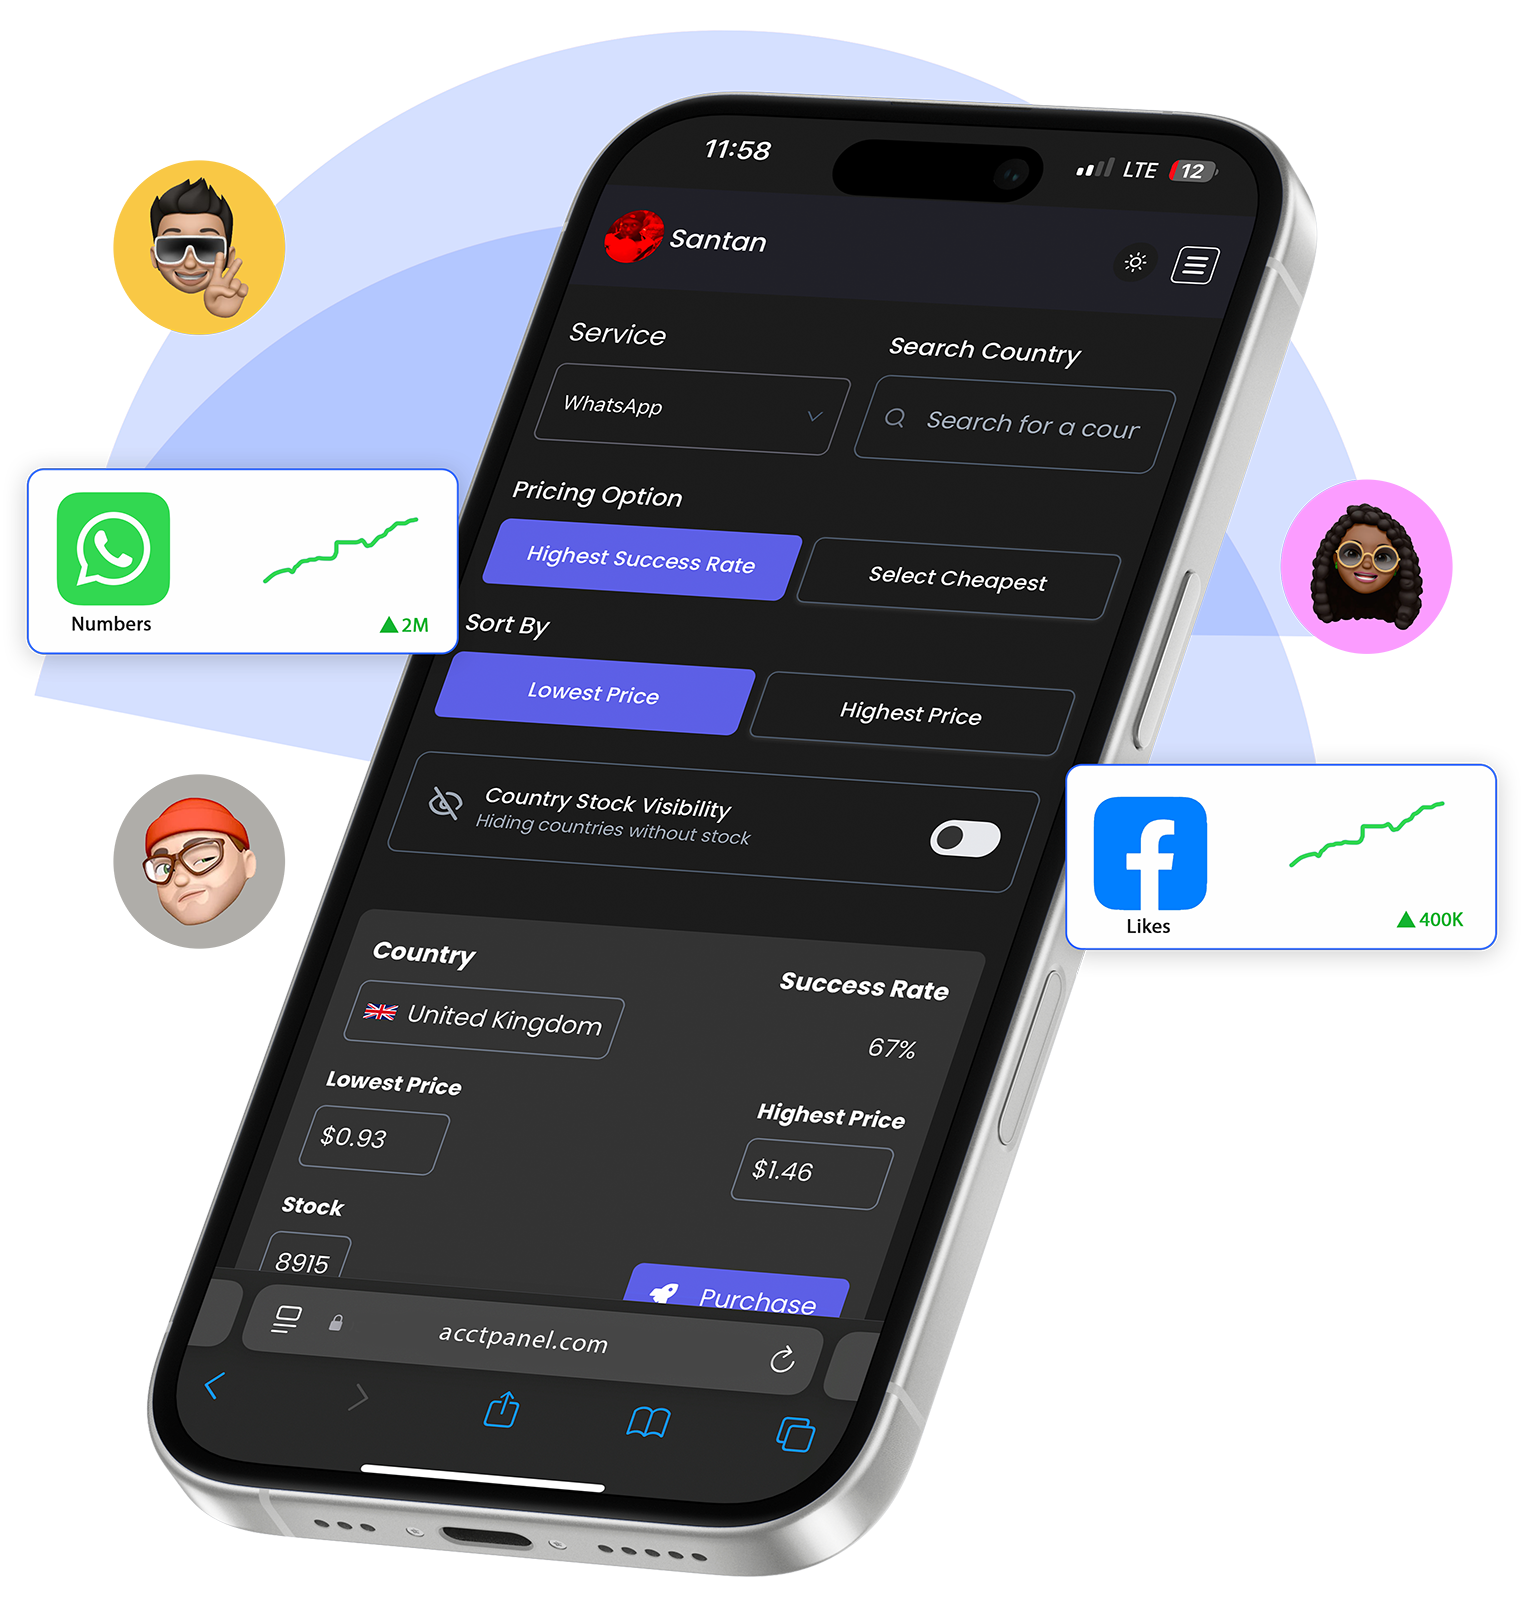 11:58
LTE 12
Santan
Service
Search Country
WhatsApp
Search for a cour
Pricing Option
Highest Success Rate
Select Cheapest
Numbers
▲2M
Sort By
Lowest Price
Highest Price
Country Stock Visibility
Hiding countries without stock
Likes
▲400K
Country
Success Rate
United Kingdom
67%
Lowest Price
Highest Price
$0.93
$1.46
Stock
8915
Purchase
acctpanel.com